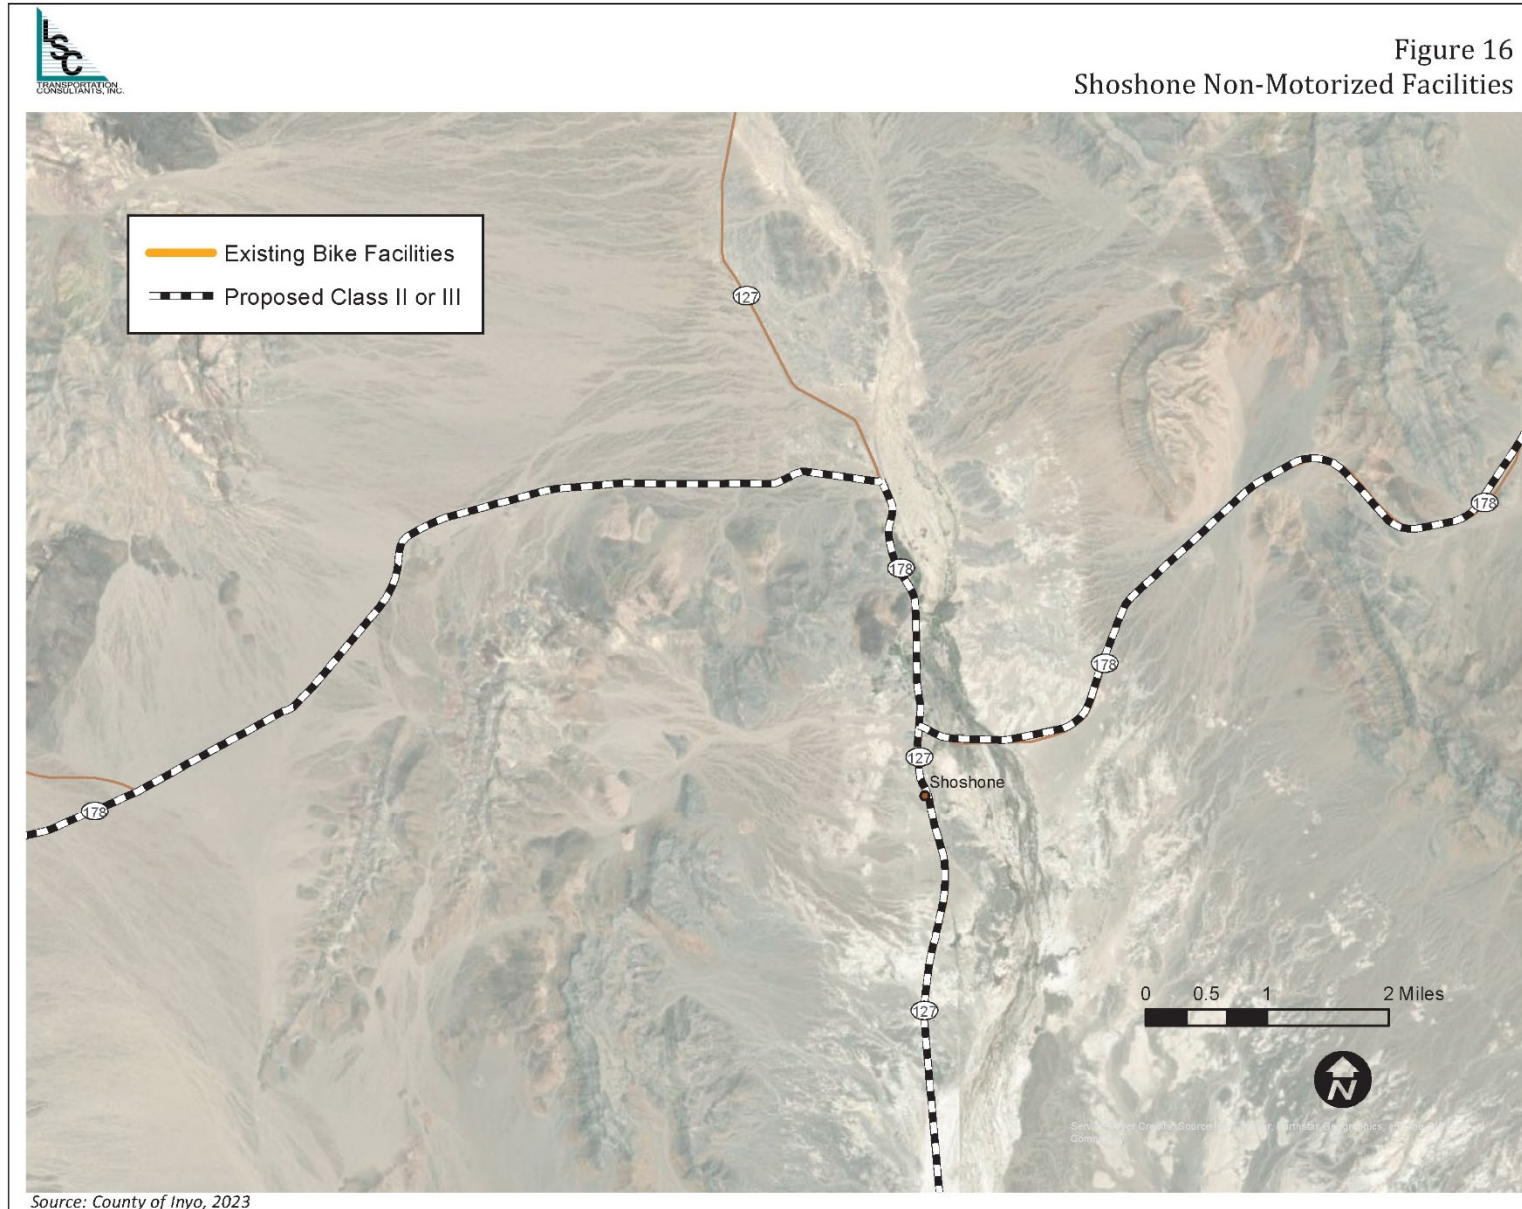 LSC
TRANSPORTATION
CONSULTANTS, INC.
Figure 16
Shoshone Non-Motorized Facilities
Existing Bike Facilities
Proposed Class II or III
127
178
178
178
127
Shoshone
178
127
0 0.5 1 2 Miles
N
Source: County of Inyo, 2023